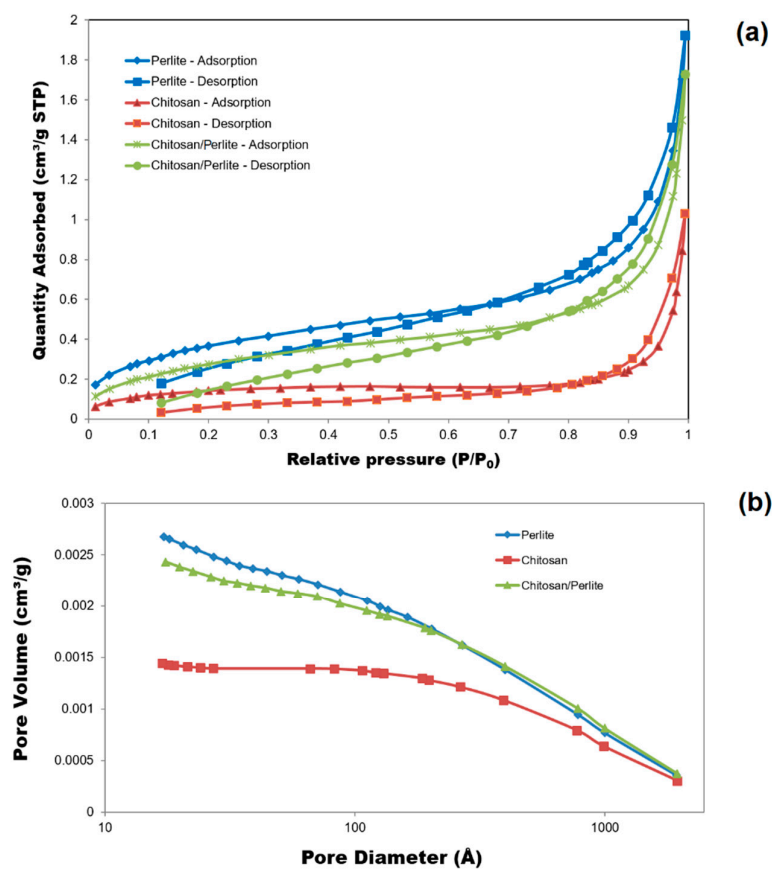 (a)
2
1.8
1.6
1.4
1.2
1
0.8
0.6
0.4
0.2
0
Quantity Adsorbed (cm³/g STP)
Perlite - Adsorption
Perlite - Desorption
Chitosan - Adsorption
Chitosan - Desorption
Chitosan/Perlite - Adsorption
Chitosan/Perlite - Desorption
0 0.1 0.2 0.3 0.4 0.5 0.6 0.7 0.8 0.9 1
Relative pressure (P/P₀)
(b)
0.003
0.0025
0.002
0.0015
0.001
0.0005
0
Pore Volume (cm³/g)
Perlite
Chitosan
Chitosan/Perlite
10 100 1000
Pore Diameter (Å)